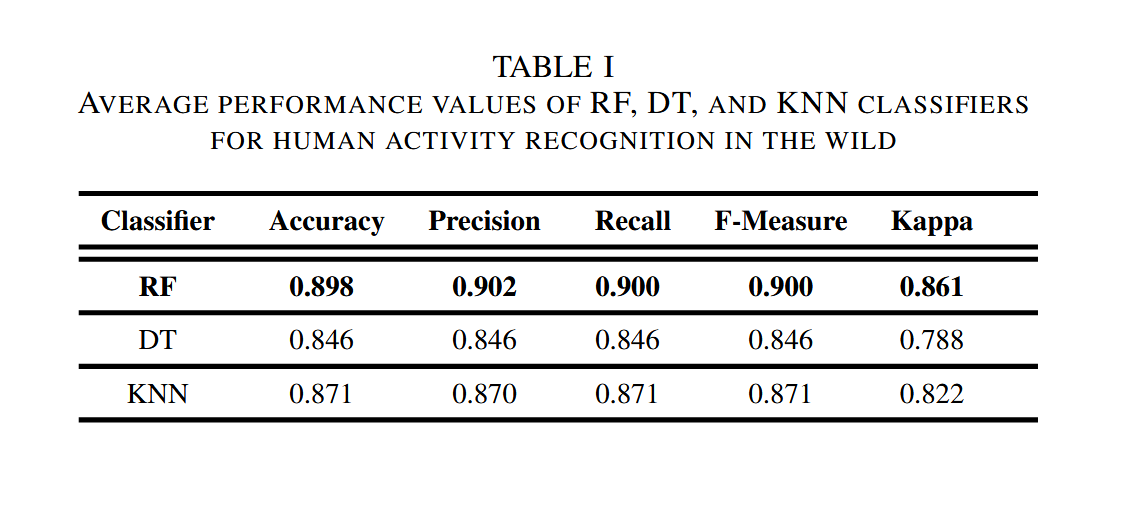 TABLE I
AVERAGE PERFORMANCE VALUES OF RF, DT, AND KNN CLASSIFIERS
FOR HUMAN ACTIVITY RECOGNITION IN THE WILD
Classifier Accuracy Precision Recall F-Measure Kappa
RF 0.898 0.902 0.900 0.900 0.861
DT 0.846 0.846 0.846 0.846 0.788
KNN 0.871 0.870 0.871 0.871 0.822